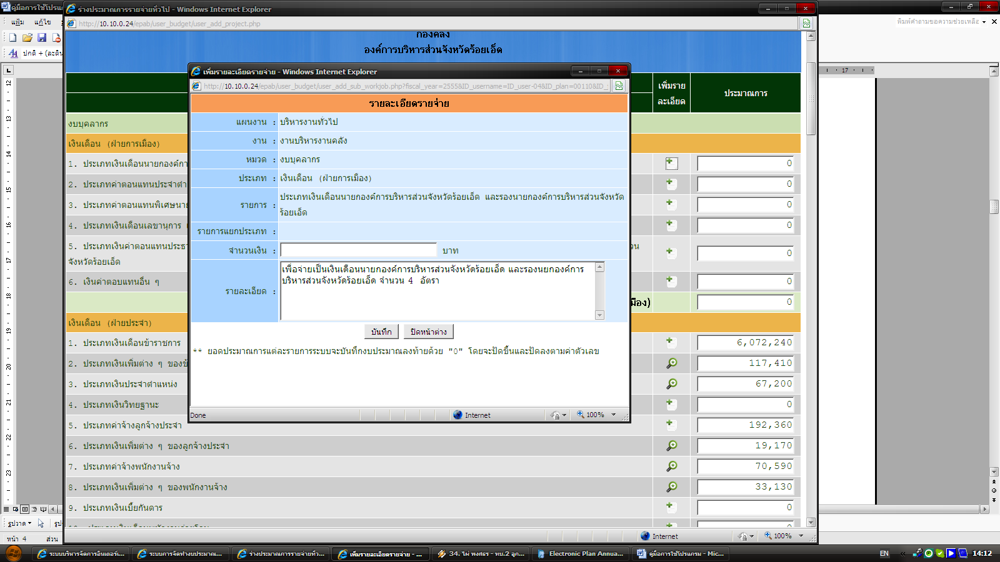 คู่มือการใช้โปรแ
ร่างประมาณการรายจ่ายทั่วไป - Windows Internet Explorer
แฟ้ม แก้ไข
http://10.10.0.24/epab/user_budget/user_add_project.php
พิมพ์คำถามขอความช่วยเหลือ
ปกติ + (ละติน
กองคลัง
องค์การบริหารส่วนจังหวัดร้อยเอ็ด
เพิ่มราย
ละเอียด
ประมาณการ
งบบุคลากร
เงินเดือน (ฝ่ายการเมือง)
1. ประเภทเงินเดือนนายกองค์กา
0
2. ประเภทค่าตอนแทนประจำตำ
0
3. ประเภทค่าตอนแทนพิเศษนาย
0
4. ประเภทเงินเดือนเลขานุการ
0
5. ประเภทเงินค่าตอนแทนประธา
วน
จังหวัดร้อยเอ็ด
0
6. เงินค่าตอบแทนอื่น ๆ
0
มือง)
0
เพิ่มรายละเอียดรายจ่าย - Windows Internet Explorer
http://10.10.0.24/epab/user_budget/user_add_sub_workjob.php?fiscal_year=2555&ID_username=ID_user-04&ID_plan=00110&ID_
รายละเอียดรายจ่าย
แผนงาน : บริหารงานทั่วไป
งาน : งานบริหารงานคลัง
หมวด : งบบุคลากร
ประเภท : เงินเดือน (ฝ่ายการเมือง)
รายการ : ประเภทเงินเดือนนายกองค์การบริหารส่วนจังหวัดร้อยเอ็ด และรองนายกองค์การบริหารส่วนจังหวัด
ร้อยเอ็ด
รายการแยกประเภท :
จำนวนเงิน : บาท
รายละเอียด : เพื่อจ่ายเป็นเงินเดือนนายกองค์การบริหารส่วนจังหวัดร้อยเอ็ด และรองนยกองค์การ
บริหารส่วนจังหวัดร้อยเอ็ด จำนวน 4 อัตรา
บันทึก ปิดหน้าต่าง
** ยอดประมาณการแต่ละรายการระบบจะบันทึกงบประมาณลงท้ายด้วย "0" โดยจะปัดขึ้นและปัดลงตามค่าตัวเลข
Done Internet 100%
เงินเดือน (ฝ่ายประจำ)
1. ประเภทเงินเดือนข้าราชการ
6,072,240
2. ประเภทเงินเพิ่มต่าง ๆ ของข้
117,410
3. ประเภทเงินประจำตำแหน่ง
67,200
4. ประเภทเงินวิทยฐานะ
0
5. ประเภทค่าจ้างลูกจ้างประจำ
192,360
6. ประเภทเงินเพิ่มต่าง ๆ ของลูกจ้างประจำ
19,170
7. ประเภทค่าจ้างพนักงานจ้าง
70,590
8. ประเภทเงินเพิ่มต่าง ๆ ของพนักงานจ้าง
33,130
9. ประเภทเงินเบี้ยกันดาร
0
Internet 100%
รูปวาด รูปร
หน้า 4 ส่วน
ระบบบริหารจัดการอินเตอร์เ...
ระบบการจัดทำงบประมาณ...
ร่างประมาณการรายจ่ายทั่ว...
เพิ่มรายละเอียดรายจ่าย - ...
34. ไผ่ พงศธร - ทบ.2 ลูก...
Electronic Plan Annua...
คู่มือการใช้โปรแกรม - Mic...
EN
14:12